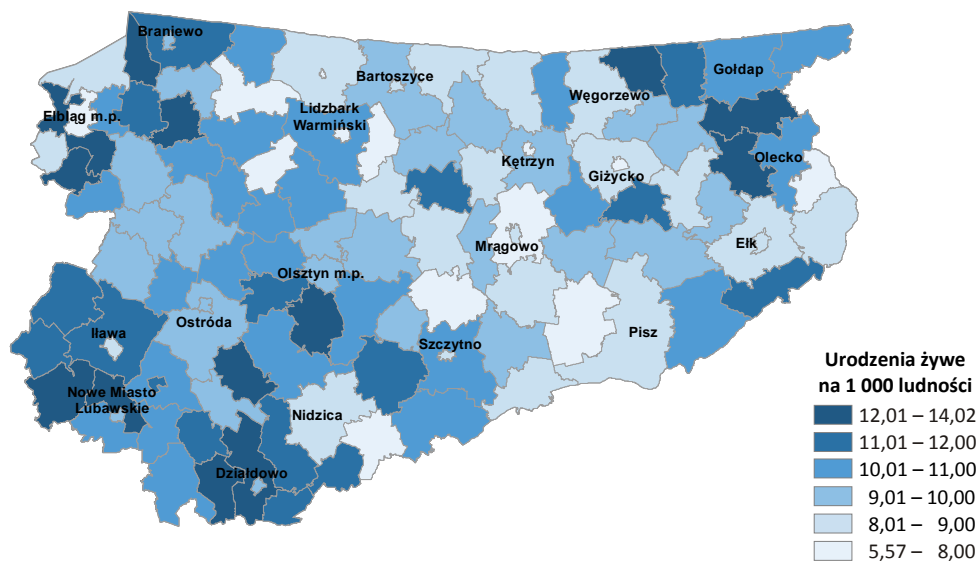 Braniewo
Bartoszyce
Gołdap
Węgorzewo
Elbląg m.p.
Lidzbark
Warmiński
Kętrzyn
Olecko
Giżycko
Mrągowo
Ełk
Olsztyn m.p.
Ostróda
Iława
Szczytno
Pisz
Nowe Miasto
Lubawskie
Nidzica
Działdowo
Urodzenia żywe
na 1 000 ludności
12,01 – 14,02
11,01 – 12,00
10,01 – 11,00
9,01 – 10,00
8,01 – 9,00
5,57 – 8,00